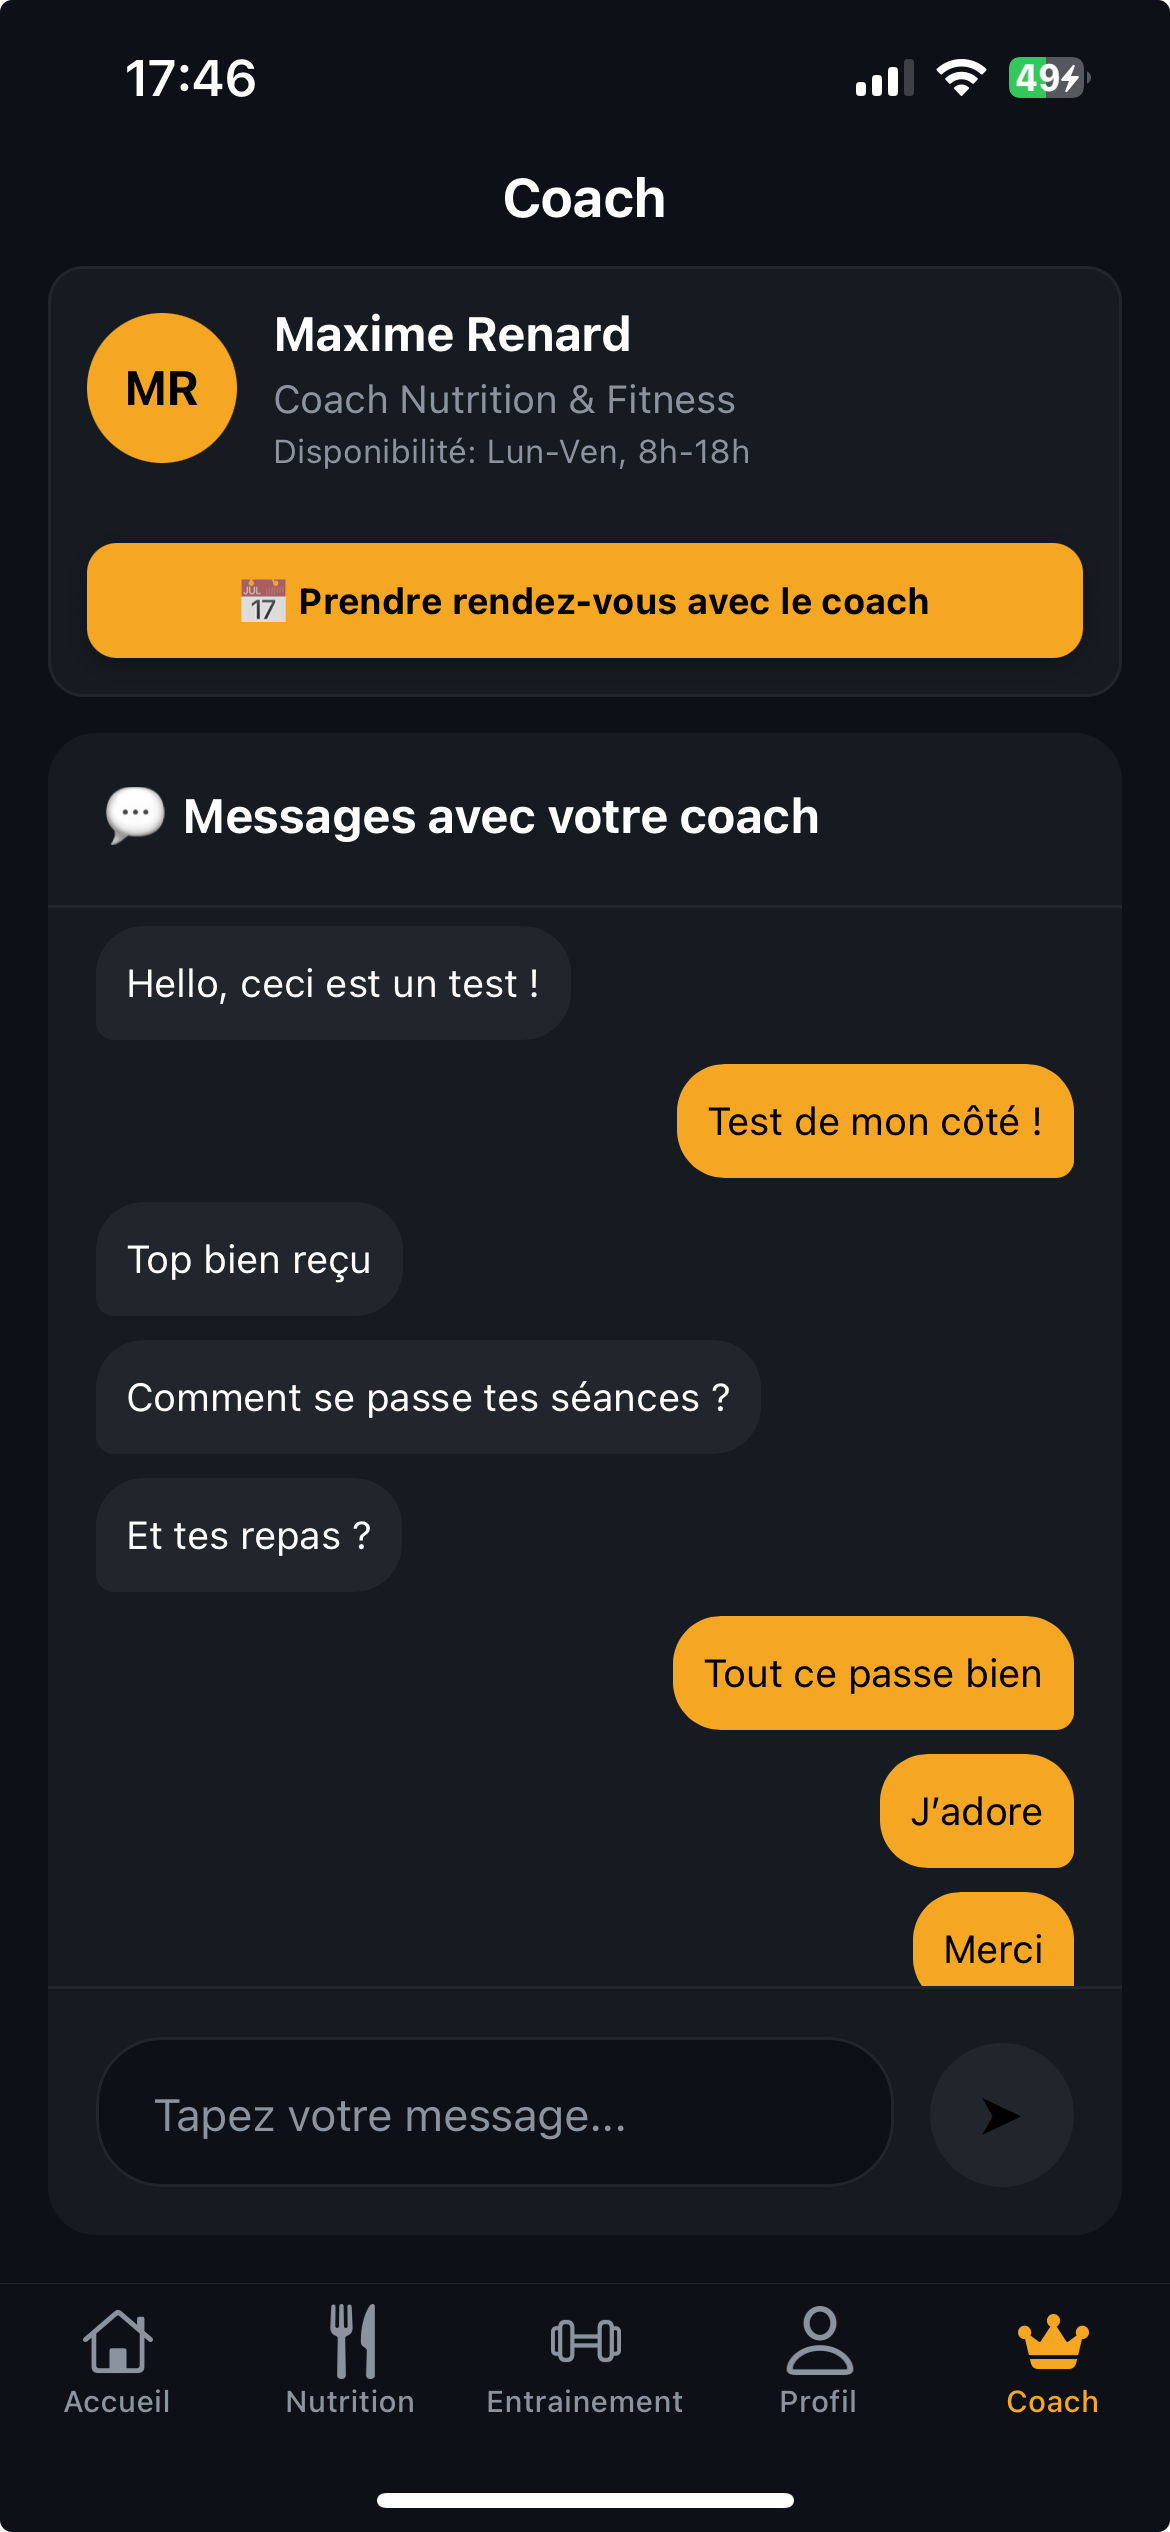 17:46
49
Coach
MR
Maxime Renard
Coach Nutrition & Fitness
Disponibilité: Lun-Ven, 8h-18h
JUL
17
Prendre rendez-vous avec le coach
Messages avec votre coach
Hello, ceci est un test !
Test de mon côté !
Top bien reçu
Comment se passe tes séances ?
Et tes repas ?
Tout ce passe bien
J’adore
Merci
Tapez votre message...
Accueil
Nutrition
Entrainement
Profil
Coach